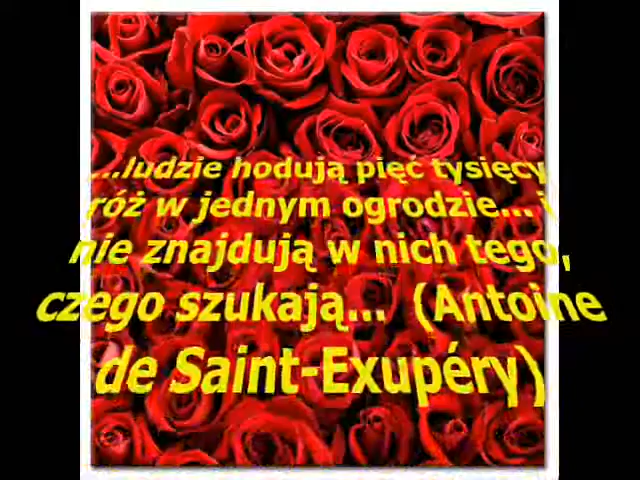 ...ludzie hodują pięć tysięcy
róż w jednym ogrodzie... i
nie znajdują w nich tego,
czego szukają... (Antoine
de Saint-Exupéry)